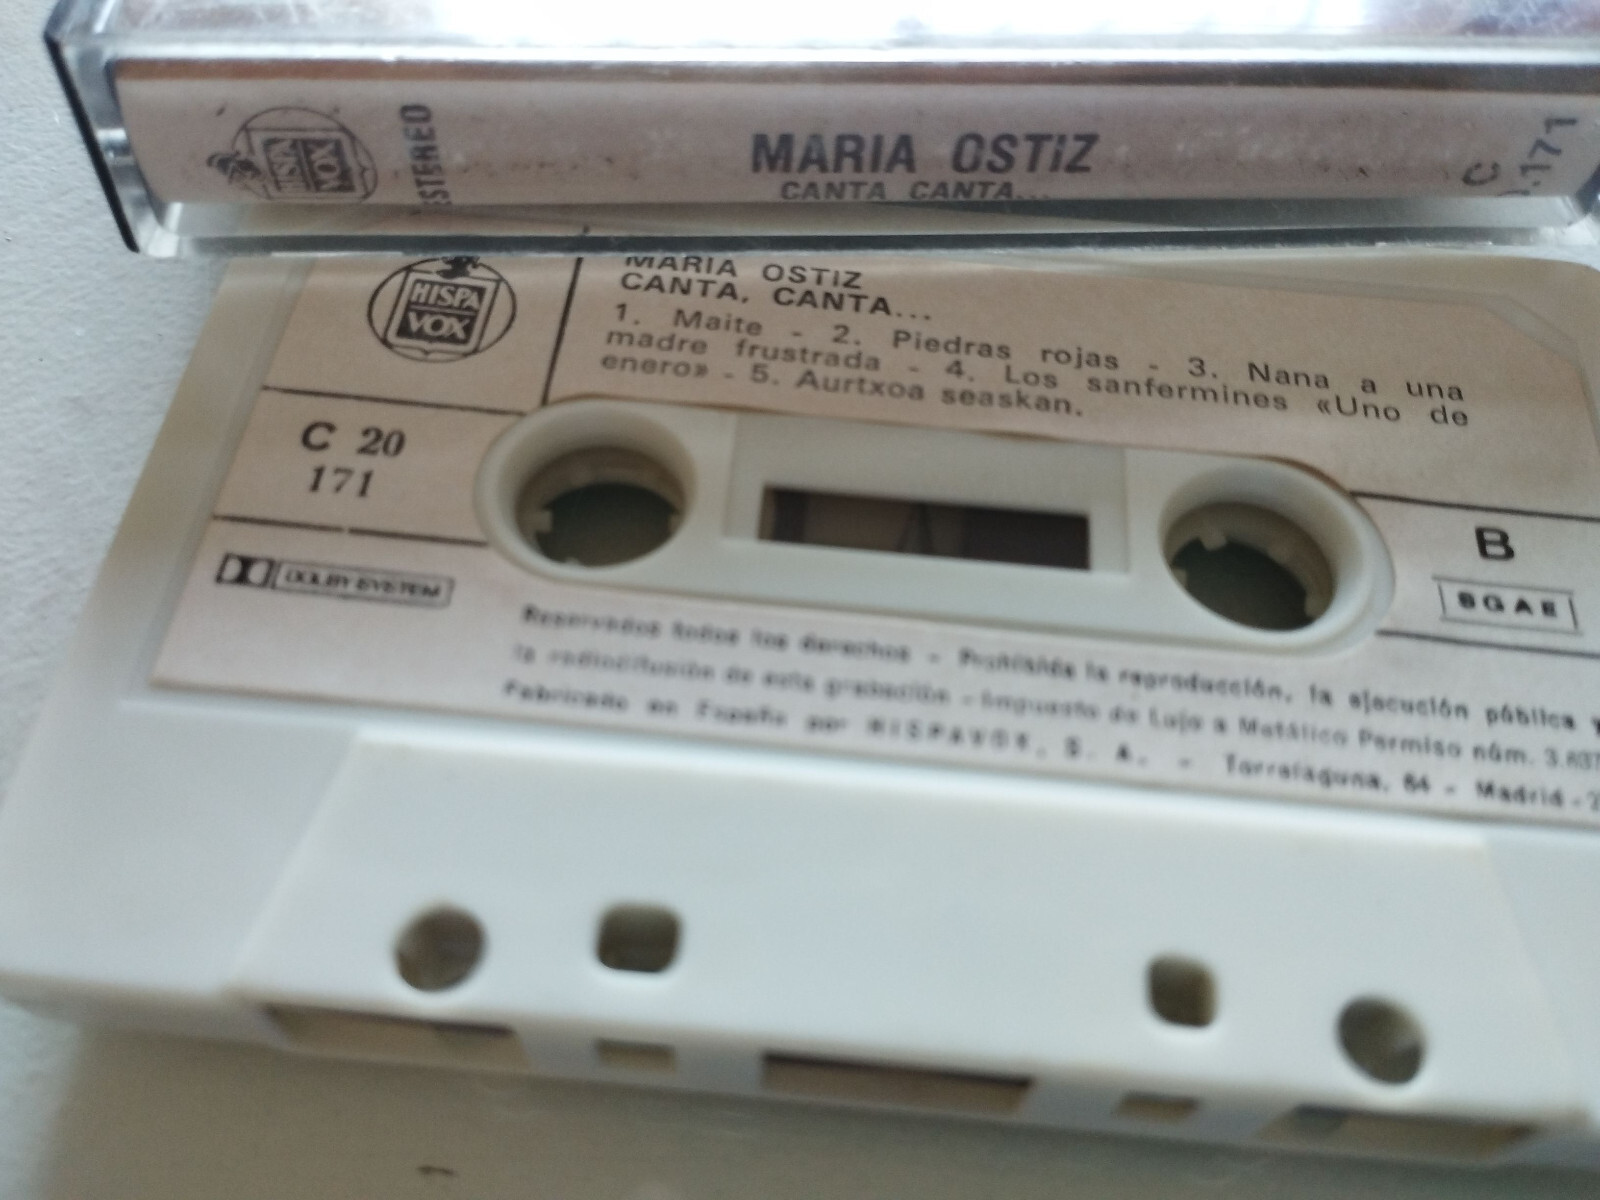 HISPA
VOX
ESTEREO
MARIA OSTIZ
CANTA CANTA...
C
.171
MARIA OSTIZ
CANTA, CANTA...
HISPA
VOX
1. Maite - 2. Piedras rojas - 3. Nana a una
madre frustrada - 4. Los sanfermines «Uno de
enero» - 5. Aurtxoa seaskan.
C 20
171
B
SGAE
DOLBY SYSTEM
Reservados todos los derechos - Prohibida la reproducción, la ejecución pública y
la radiodifusión de esta grabación - Impuesto de Lujo a Metálico Permiso núm. 3.637
Fabricado en España por HISPAVOX, S. A. - Torrelaguna, 64 - Madrid -